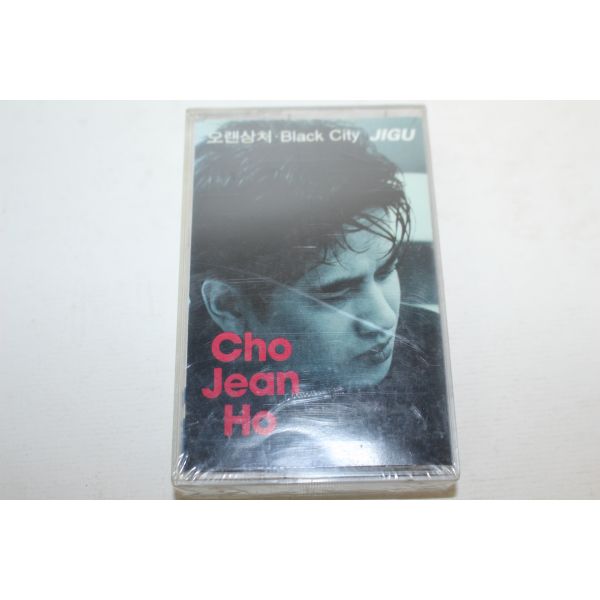 오랜상처·Black City JIGU
Cho
Jean
Ho